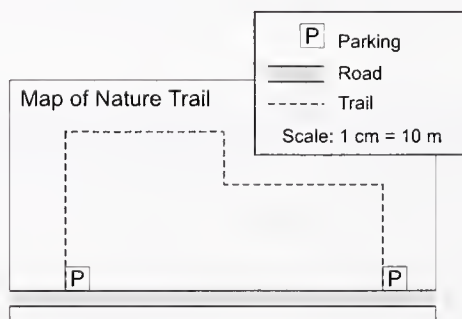 P Parking
Road
Trail
Scale: 1 cm = 10 m
Map of Nature Trail
P
P